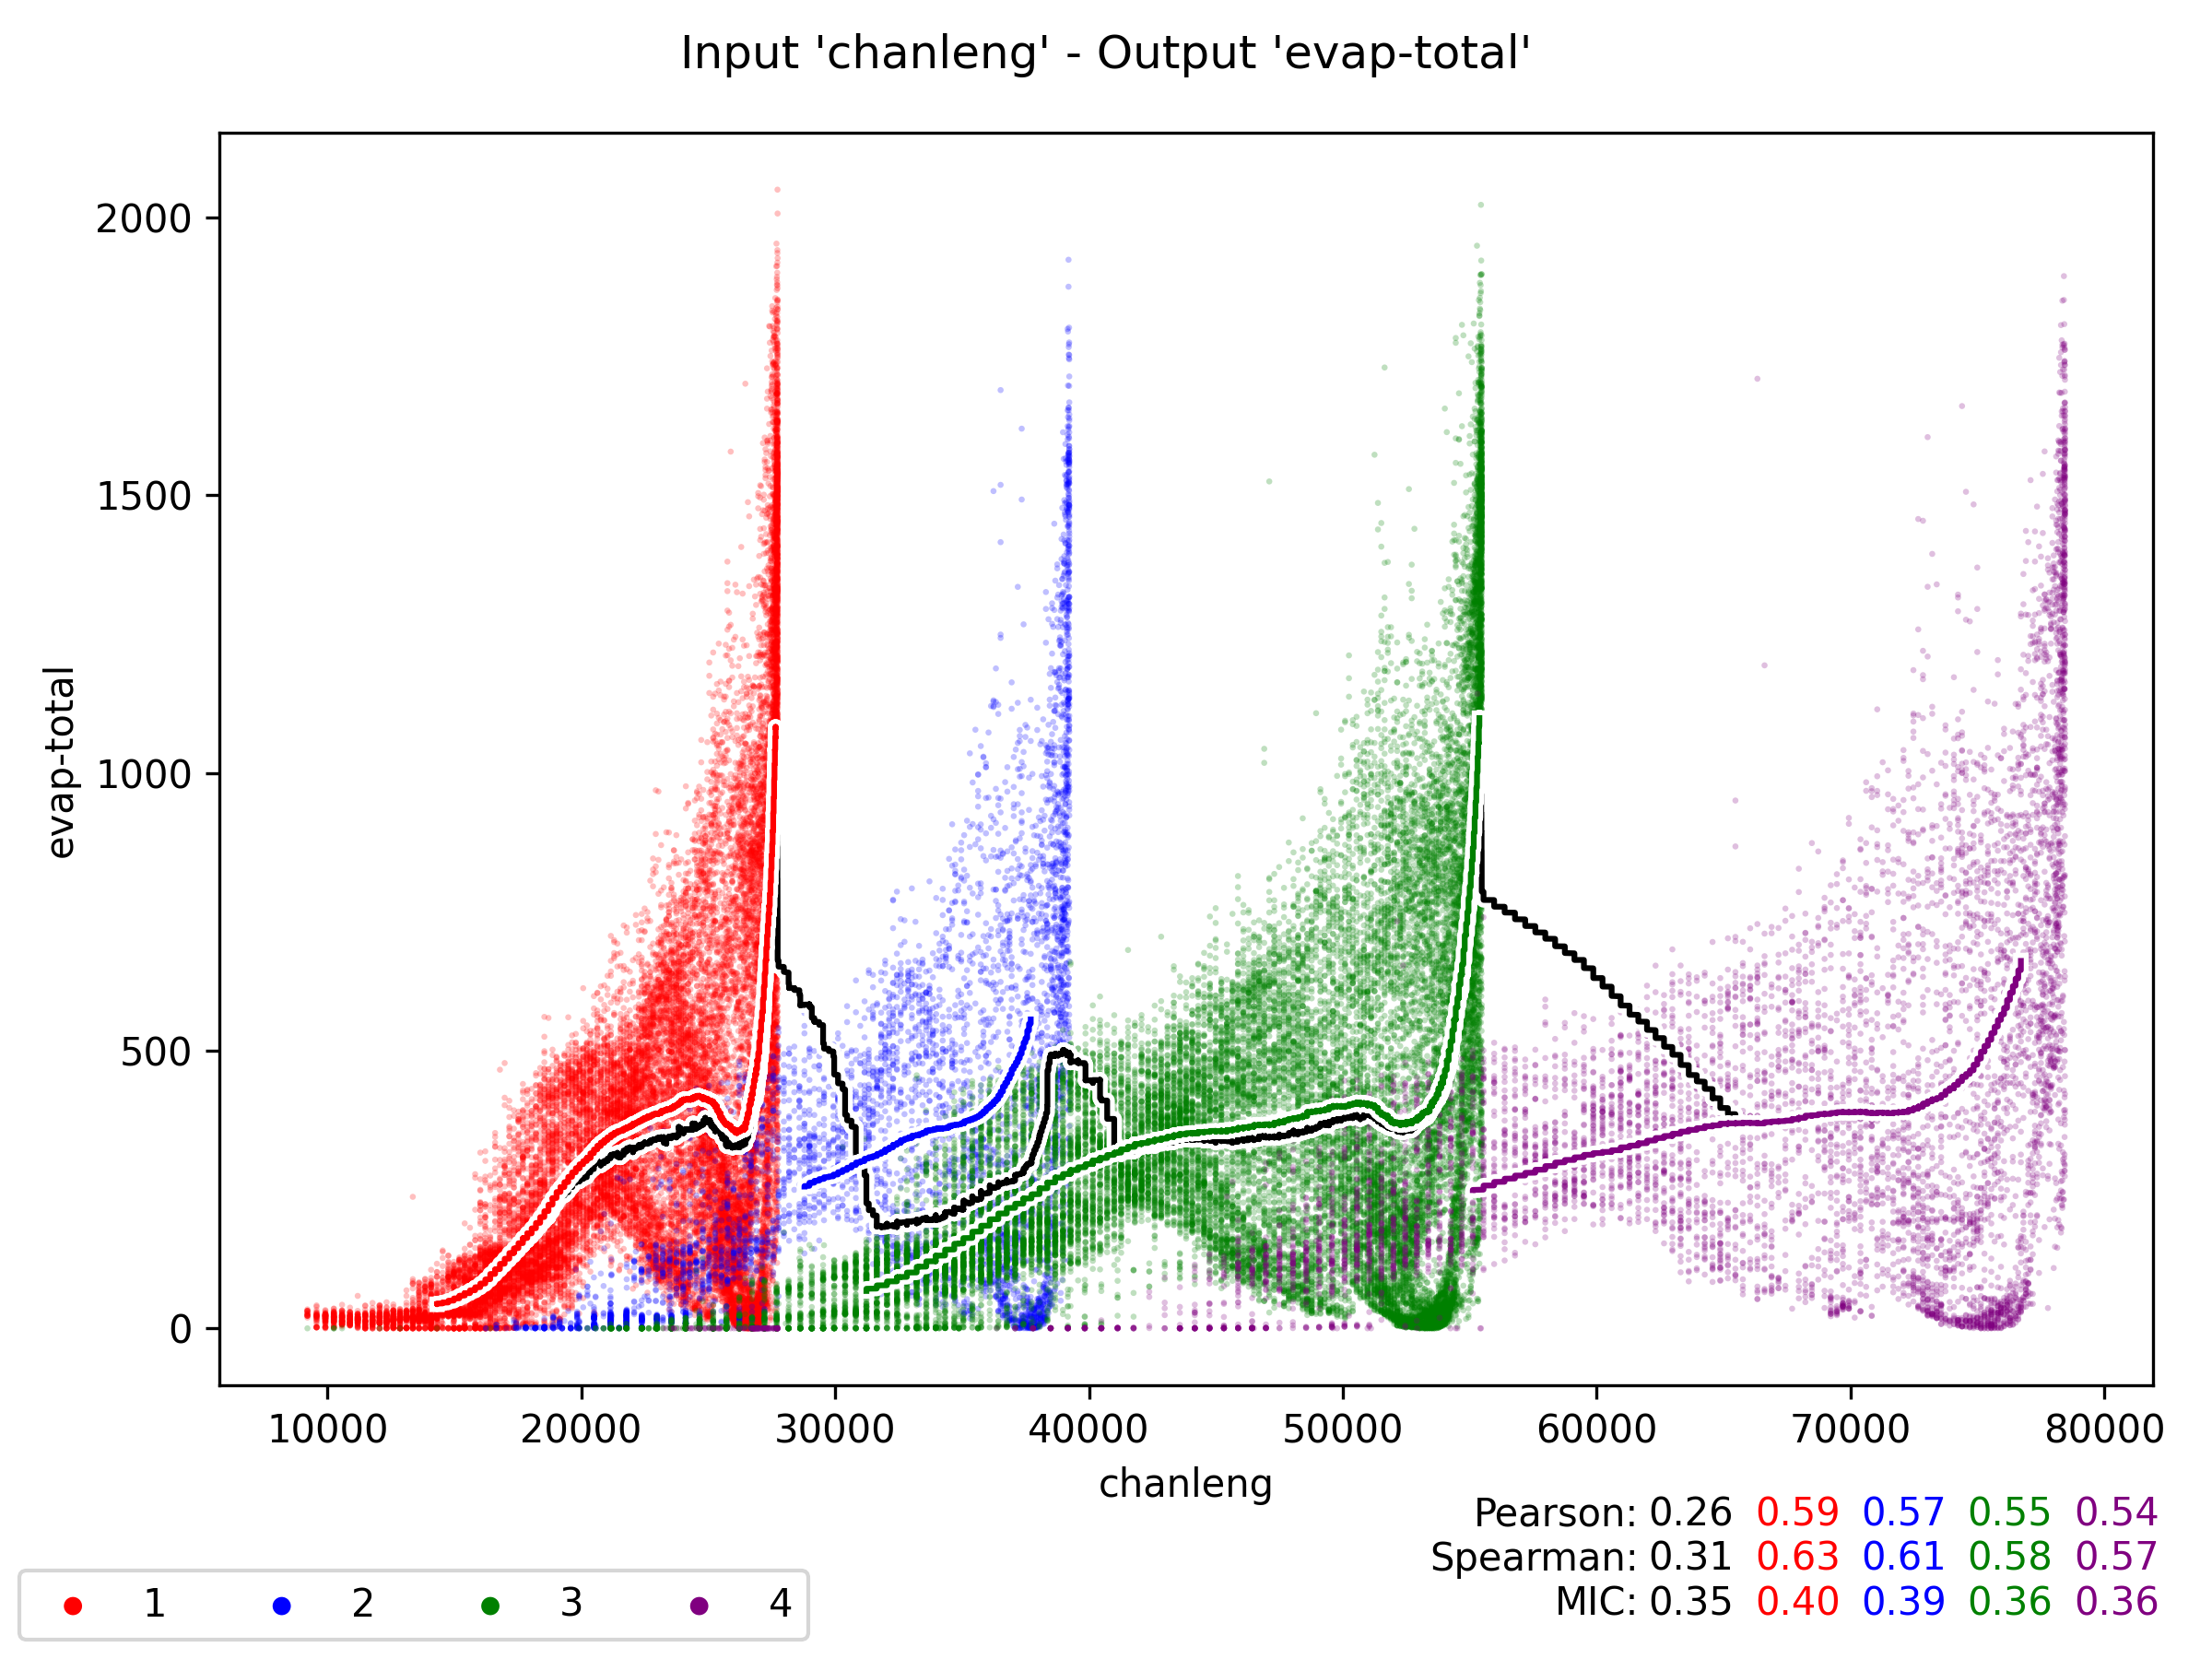 Input 'chanleng' - Output 'evap-total'
2000
1500
1000
500
0
evap-total
10000 20000 30000 40000 50000 60000 70000 80000
chanleng
Pearson: 0.26 0.59 0.57 0.55 0.54
Spearman: 0.31 0.63 0.61 0.58 0.57
MIC: 0.35 0.40 0.39 0.36 0.36
1 2 3 4